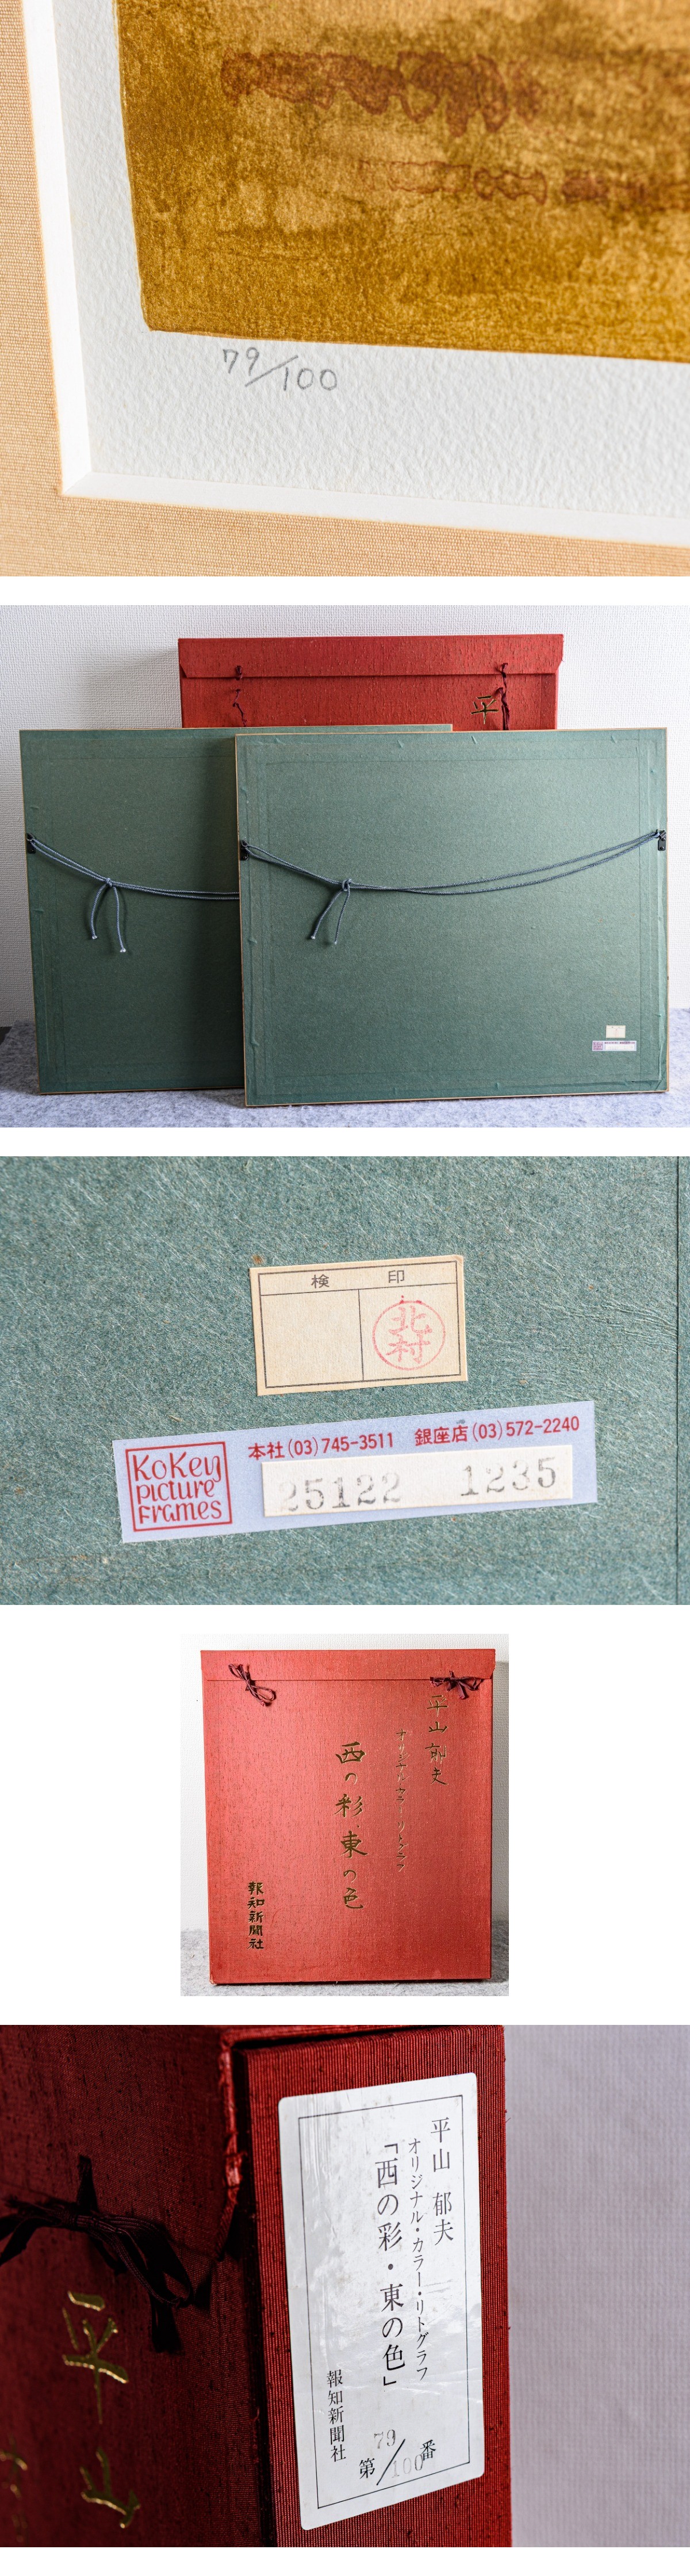 79/100
平
検 印
北村
KoKen
picture
frames
本社(03)745-3511 銀座店(03)572-2240
25122 1235
平山郁夫
オリジナルカラーリトグラフ
西の彩・東の色
報知新聞社
平山
平山 郁夫
オリジナル・カラー・リトグラフ
「西の彩・東の色」
報知新聞社
第79/100番